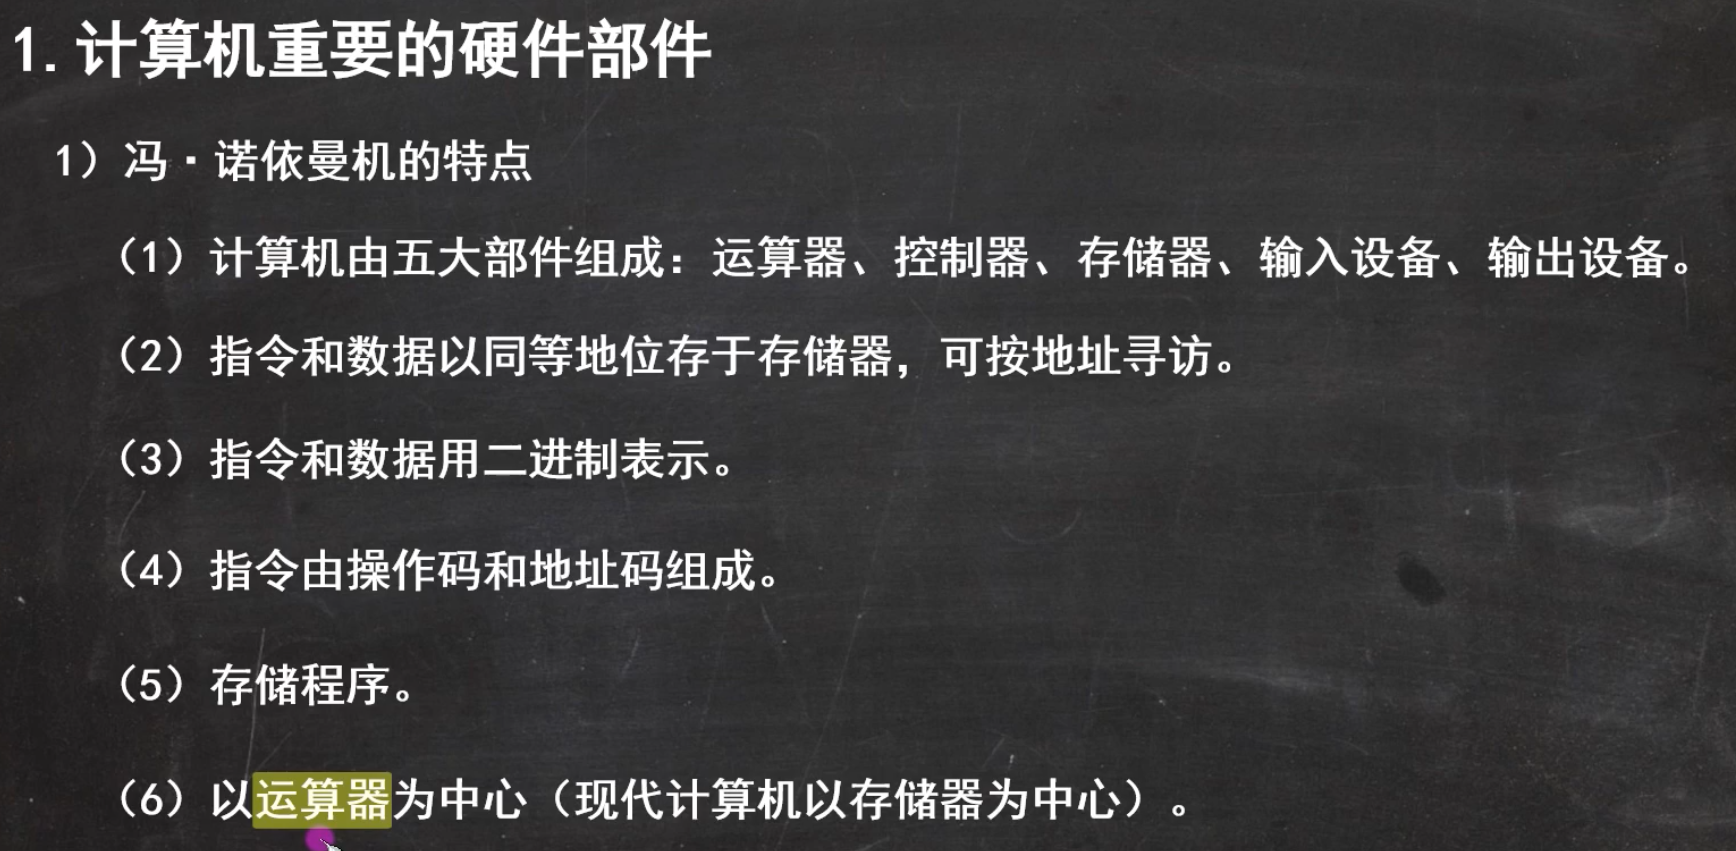 1. 计算机重要的硬件部件
1）冯·诺依曼机的特点
（1）计算机由五大部件组成：运算器、控制器、存储器、输入设备、输出设备。
（2）指令和数据以同等地位存于存储器，可按地址寻访。
（3）指令和数据用二进制表示。
（4）指令由操作码和地址码组成。
（5）存储程序。
（6）以运算器为中心（现代计算机以存储器为中心）。